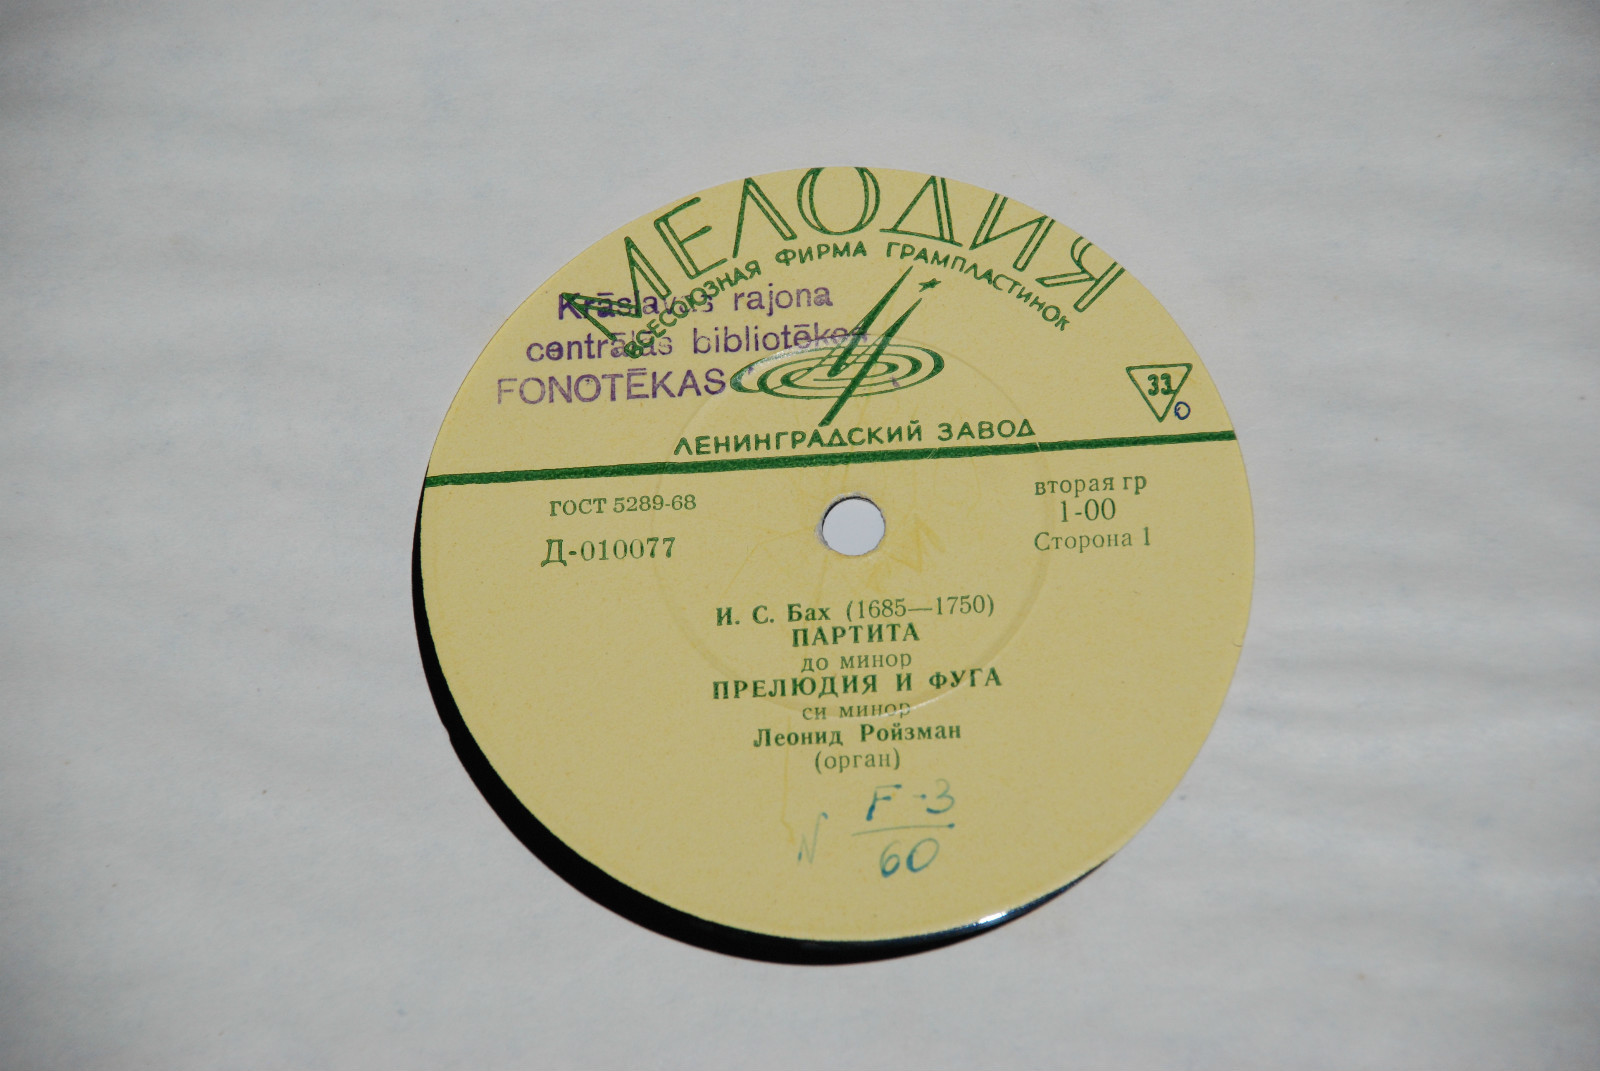 МЕЛОДИЯ
ВСЕСОЮЗНАЯ ФИРМА ГРАМПЛАСТИНОК
Krāslavas rajona
centrālās bibliotēkas
FONOTĒKAS
33
ЛЕНИНГРАДСКИЙ ЗАВОД
ГОСТ 5289-68
Д-010077
вторая гр
1-00
Сторона 1
И. С. Бах (1685—1750)
ПАРТИТА
до минор
ПРЕЛЮДИЯ И ФУГА
си минор
Леонид Ройзман
(орган)
N F-3
60